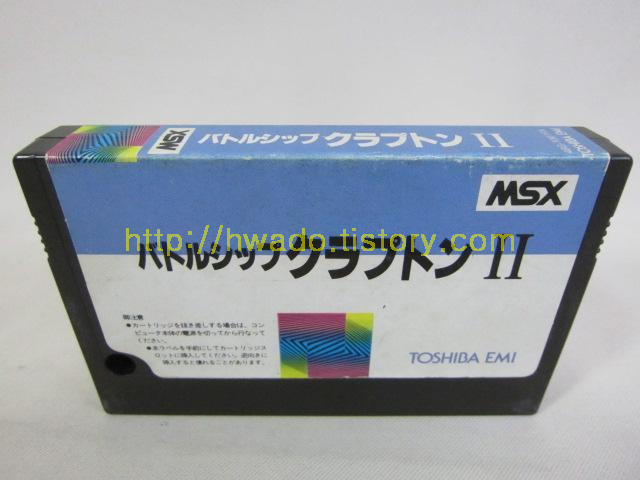 MSX
バトルシップ クラプトン II
TOSHIBA EMI
MSX
http://hwado.tistory.com
バトルシップ クラプトン II
御注意
●カートリッジを抜き差しする場合は、コン
ピュータ本体の電源を切ってから行なって
ください。
●本ラベルを手前にしてカートリッジス
ロットに挿入してください。逆向きに
挿入すると壊れることがあります。
TOSHIBA EMI